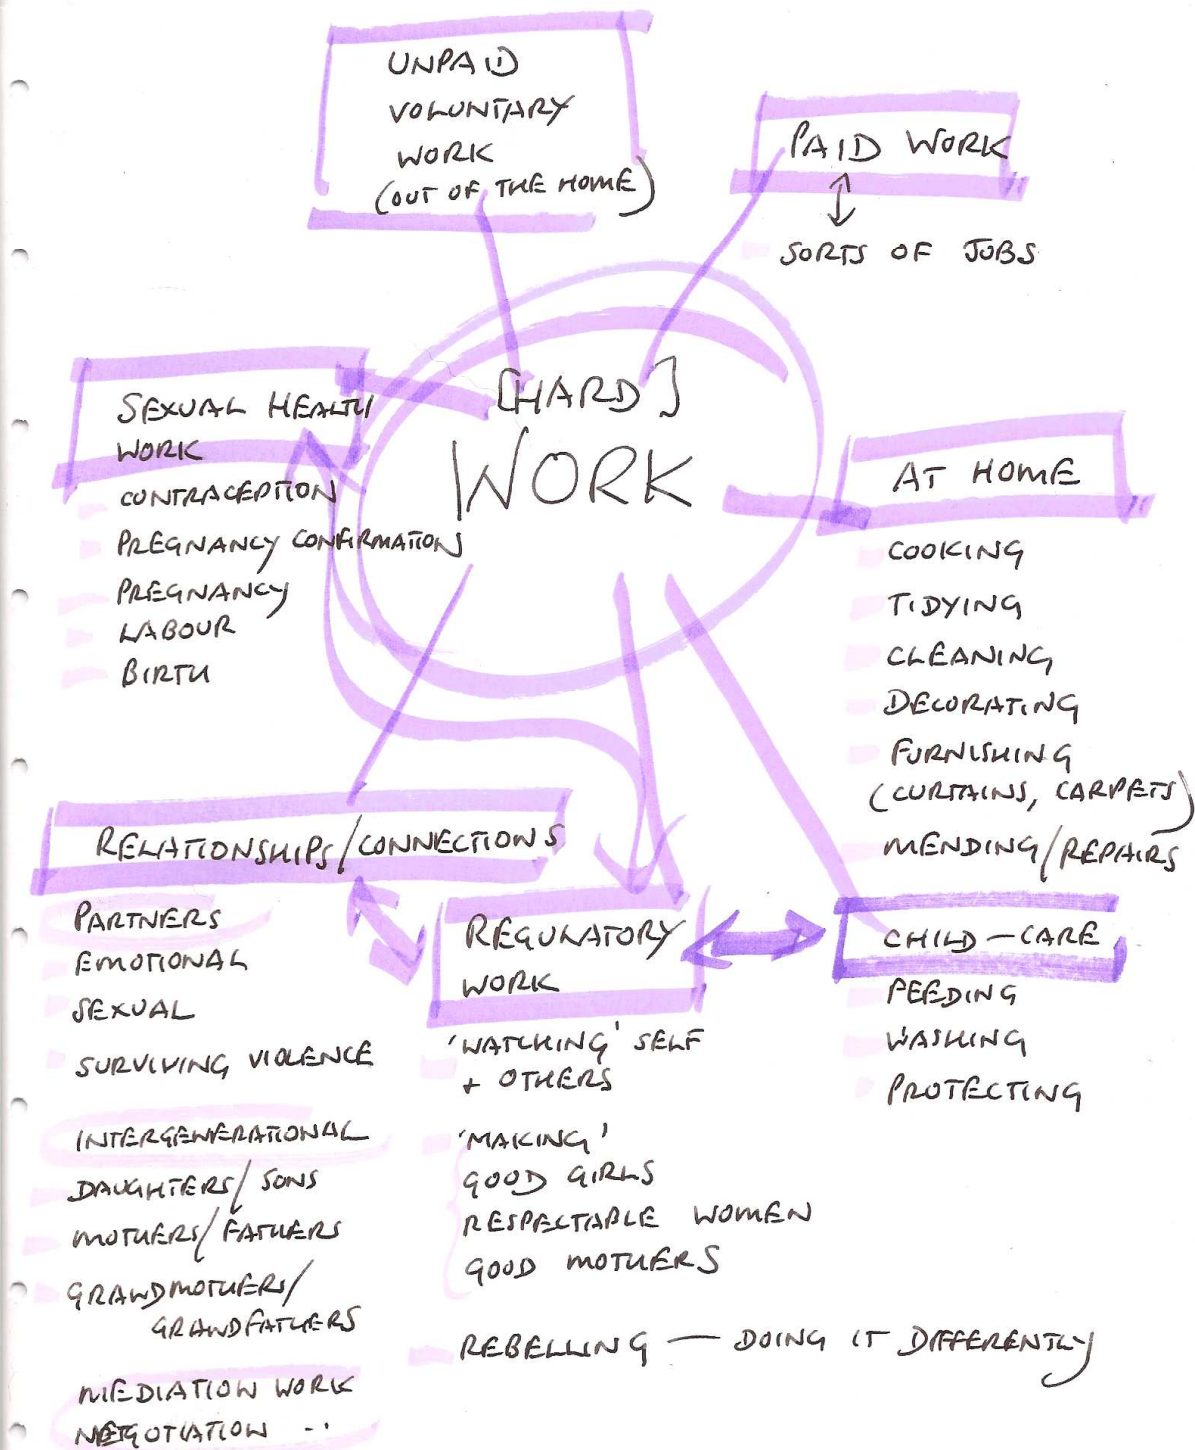 UNPAID
VOLUNTARY
WORK
(OUT OF THE HOME)
PAID WORK
SORTS OF JOBS
[HARD]
WORK
SEXUAL HEALTH
WORK
CONTRACEPTION
PREGNANCY CONFIRMATION
PREGNANCY
LABOUR
BIRTH
AT HOME
COOKING
TIDYING
CLEANING
DECORATING
FURNISHING
(CURTAINS, CARPETS)
MENDING/REPAIRS
RELATIONSHIPS/CONNECTIONS
PARTNERS
EMOTIONAL
SEXUAL
SURVIVING VIOLENCE
INTERGENERATIONAL
DAUGHTERS/SONS
MOTHERS/FATHERS
GRANDMOTHERS/
GRANDFATHERS
MEDIATION WORK
NEGOTIATION ..
REGULATORY
WORK
'WATCHING' SELF
+ OTHERS
'MAKING'
GOOD GIRLS
RESPECTABLE WOMEN
GOOD MOTHERS
REBELLING — DOING IT DIFFERENTLY
CHILD-CARE
FEEDING
WASHING
PROTECTING